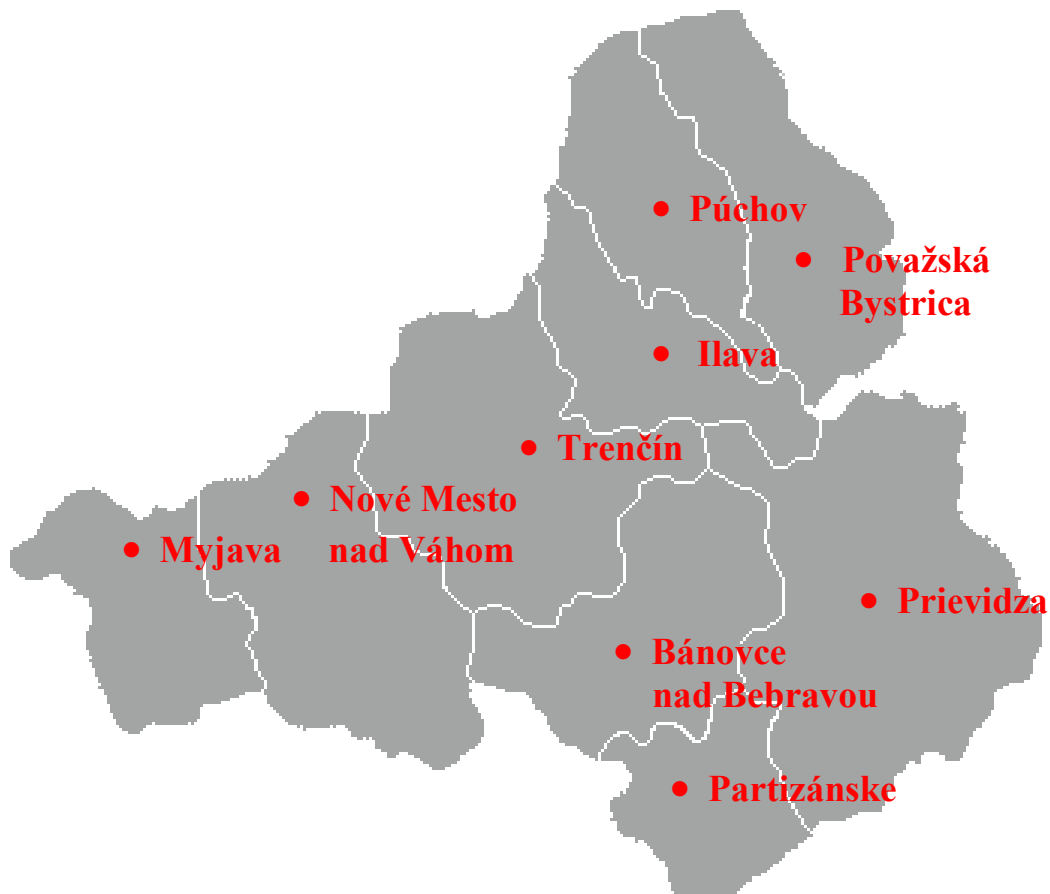 Púchov
Považská
Bystrica
Ilava
Trenčín
Nové Mesto
nad Váhom
Myjava
Prievidza
Bánovce
nad Bebravou
Partizánske